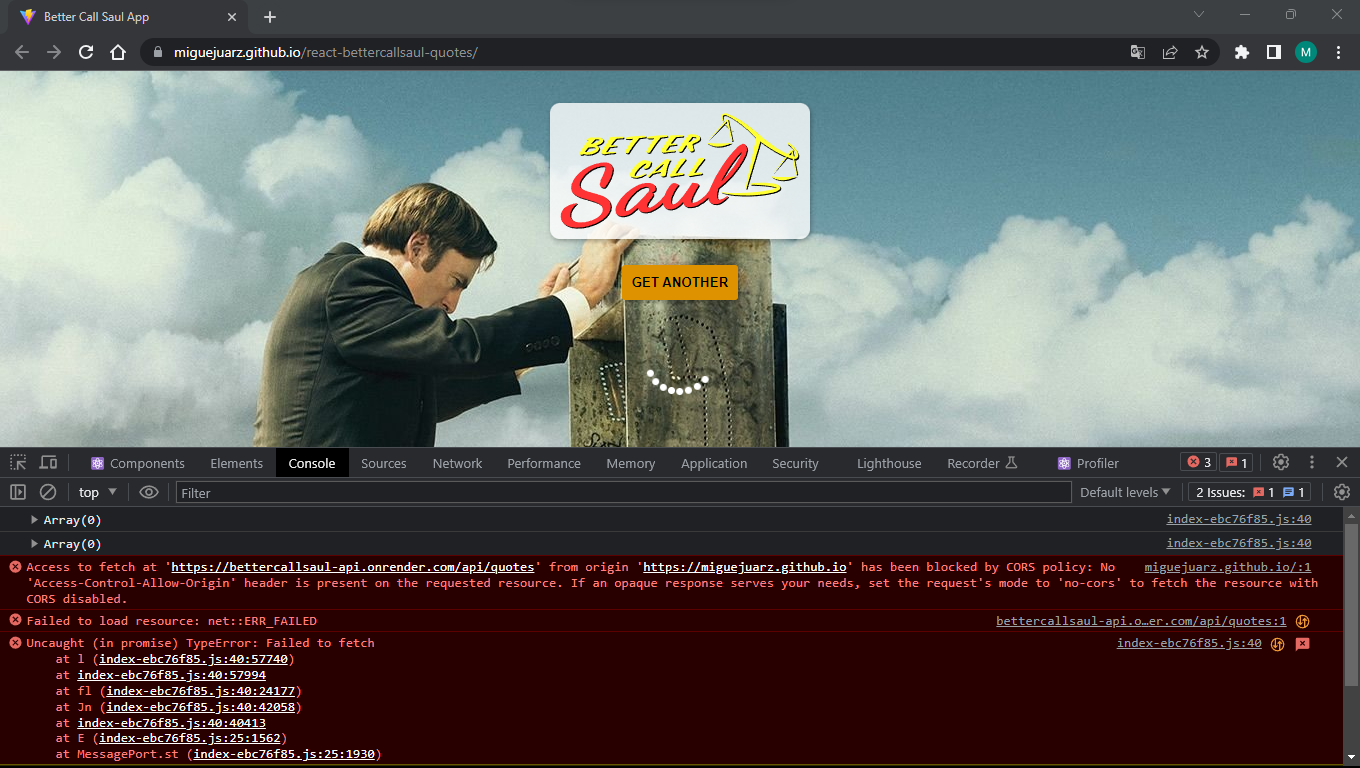 Better Call Saul App
miguejuarz.github.io/react-bettercallsaul-quotes/
M
BETTER
CALL
Saul
GET ANOTHER
Components Elements Console Sources Network Performance Memory Application Security Lighthouse Recorder Profiler 3 1
top Filter Default levels 2 Issues: 1 1
Array(0) index-ebc76f85.js:40
Array(0) index-ebc76f85.js:40
Access to fetch at 'https://bettercallsaul-api.onrender.com/api/quotes' from origin 'https://miguejuarz.github.io' has been blocked by CORS policy: No miguejuarz.github.io/:1
'Access-Control-Allow-Origin' header is present on the requested resource. If an opaque response serves your needs, set the request's mode to 'no-cors' to fetch the resource with
CORS disabled.
Failed to load resource: net::ERR_FAILED bettercallsaul-api.o…er.com/api/quotes:1
Uncaught (in promise) TypeError: Failed to fetch index-ebc76f85.js:40
at l (index-ebc76f85.js:40:57740)
at index-ebc76f85.js:40:57994
at fl (index-ebc76f85.js:40:24177)
at Jn (index-ebc76f85.js:40:42058)
at index-ebc76f85.js:40:40413
at E (index-ebc76f85.js:25:1562)
at MessagePort.st (index-ebc76f85.js:25:1930)